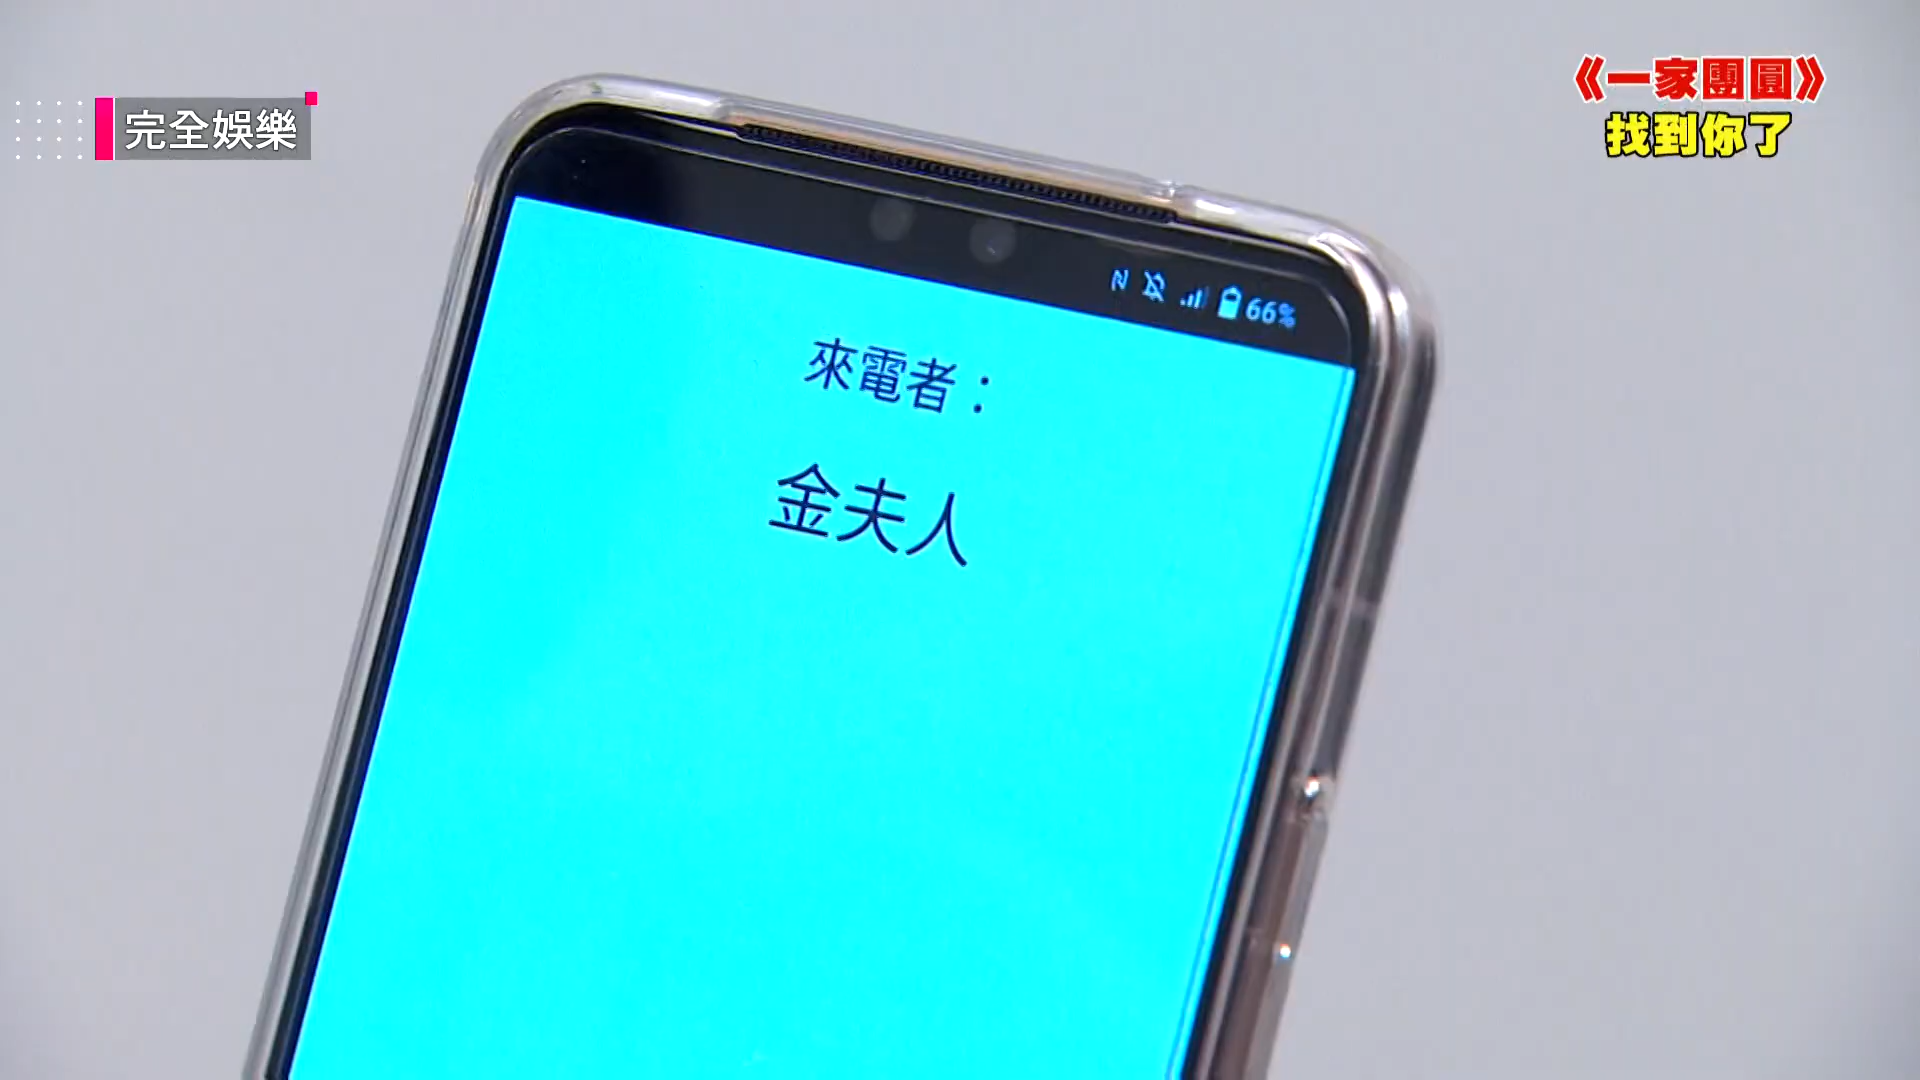 完全娛樂
《一家團圓》
找到你了
66%
來電者：
金夫人